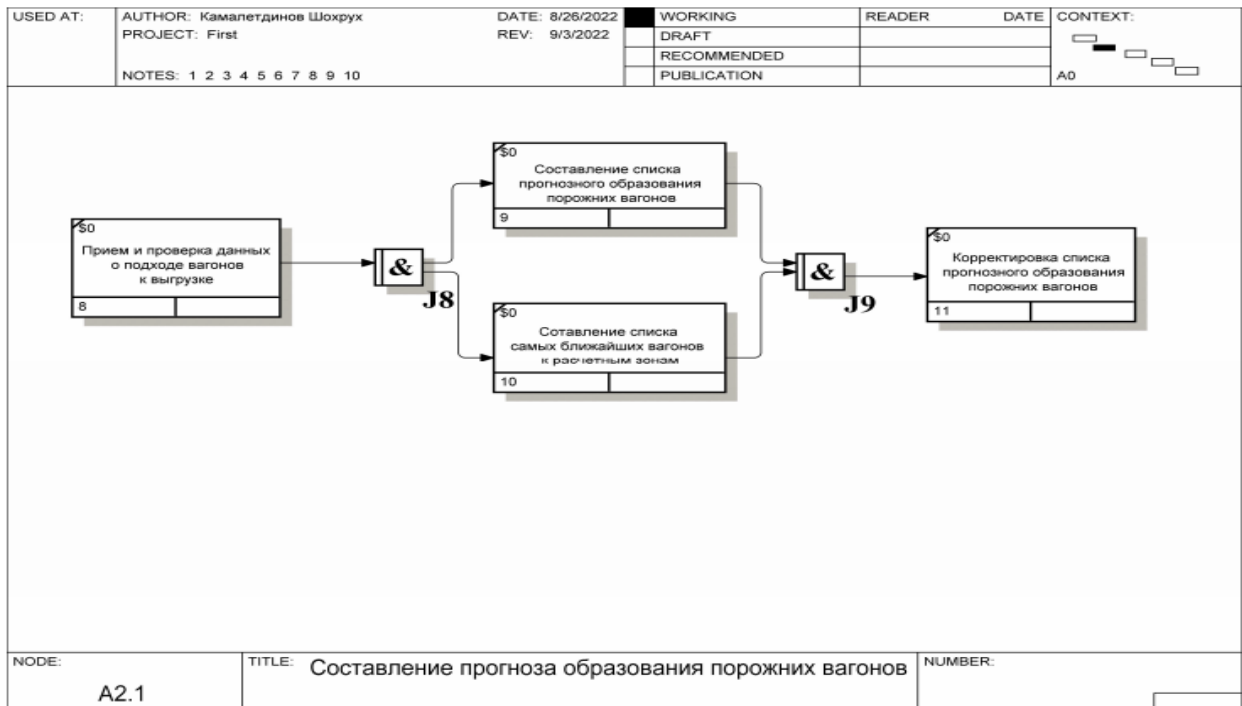 USED AT:
AUTHOR: Камалетдинов Шохрух
DATE: 8/26/2022
WORKING
READER
DATE
CONTEXT:
PROJECT: First
REV: 9/3/2022
DRAFT
RECOMMENDED
NOTES: 1 2 3 4 5 6 7 8 9 10
PUBLICATION
A0
$0
Прием и проверка данных
о подходе вагонов
к выгрузке
8
&
J8
$0
Составление списка
прогнозного образования
порожних вагонов
9
$0
Сотавление списка
самых ближайших вагонов
к расчетным зонам
10
&
J9
$0
Корректировка списка
прогнозного образования
порожних вагонов
11
NODE:
A2.1
TITLE: Составление прогноза образования порожних вагонов
NUMBER: